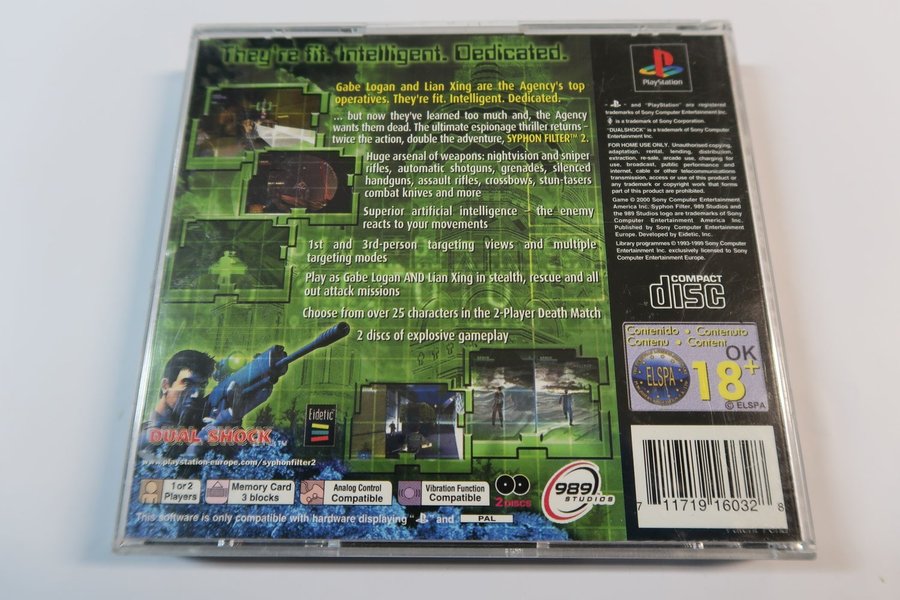 They're fit. Intelligent. Dedicated.
Gabe Logan and Lian Xing are the Agency's top
operatives. They're fit. Intelligent. Dedicated.
... but now they've learned too much and, the Agency
wants them dead. The ultimate espionage thriller returns -
twice the action, double the adventure, SYPHON FILTER™ 2.
Huge arsenal of weapons: nightvision and sniper
rifles, automatic shotguns, grenades, silenced
handguns, assault rifles, crossbows, stun-tasers
combat knives and more
Superior artificial intelligence - the enemy
reacts to your movements
1st and 3rd-person targeting views and multiple
targeting modes
Play as Gabe Logan AND Lian Xing in stealth, rescue and all
out attack missions
Choose from over 25 characters in the 2-Player Death Match
2 discs of explosive gameplay
Eidetic
DUAL SHOCK™
www.playstation-europe.com/syphonfilter2
1 or 2
Players
Memory Card
3 blocks
Analog Control
Compatible
Vibration Function
Compatible
2 DISCS
989
STUDIOS
This software is only compatible with hardware displaying " " and PAL
PlayStation
" " and "PlayStation" are registered
trademarks of Sony Computer Entertainment Inc.
is a trademark of Sony Corporation.
"DUALSHOCK" is a trademark of Sony Computer
Entertainment Inc.
FOR HOME USE ONLY. Unauthorised copying,
adaptation, rental, lending, distribution,
extraction, re-sale, arcade use, charging for
use, broadcast, public performance and
internet, cable or other telecommunications
transmission, access or use of this product or
any trademark or copyright work that forms
part of this product are prohibited.
Game © 2000 Sony Computer Entertainment
America Inc. Syphon Filter, 989 Studios and
the 989 Studios logo are trademarks of Sony
Computer Entertainment America Inc.
Published by Sony Computer Entertainment
Europe. Developed by Eidetic, Inc.
Library programmes © 1993-1999 Sony Computer
Entertainment Inc. exclusively licensed to Sony
Computer Entertainment Europe.
COMPACT
disc
Contenido • Contenuto
Contenu • Content
ELSPA
OK
18+
© ELSPA
7 11719 16032 8